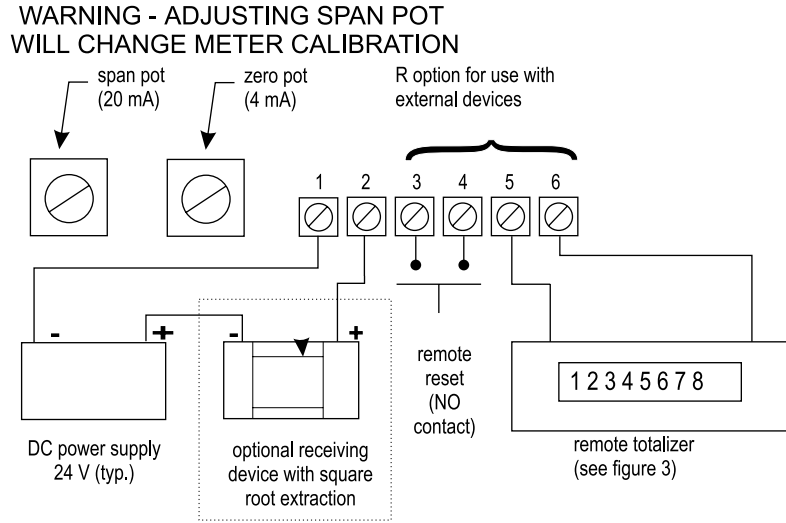 WARNING - ADJUSTING SPAN POT
WILL CHANGE METER CALIBRATION
span pot
(20 mA)
zero pot
(4 mA)
R option for use with
external devices
1 2 3 4 5 6
- + - +
remote
reset
(NO
contact)
12345678
DC power supply
24 V (typ.)
optional receiving
device with square
root extraction
remote totalizer
(see figure 3)